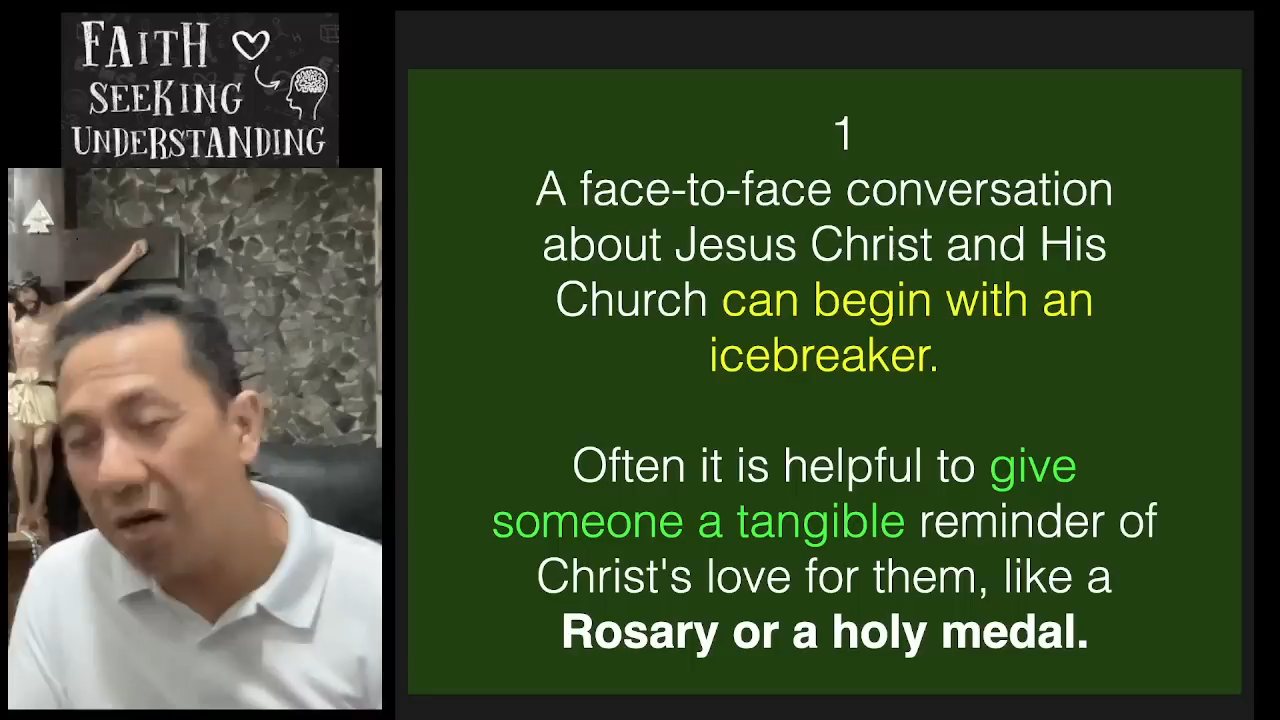 FAITH
SEEKING
UNDERSTANDING
1
A face-to-face conversation
about Jesus Christ and His
Church can begin with an
icebreaker.
Often it is helpful to give
someone a tangible reminder of
Christ's love for them, like a
Rosary or a holy medal.